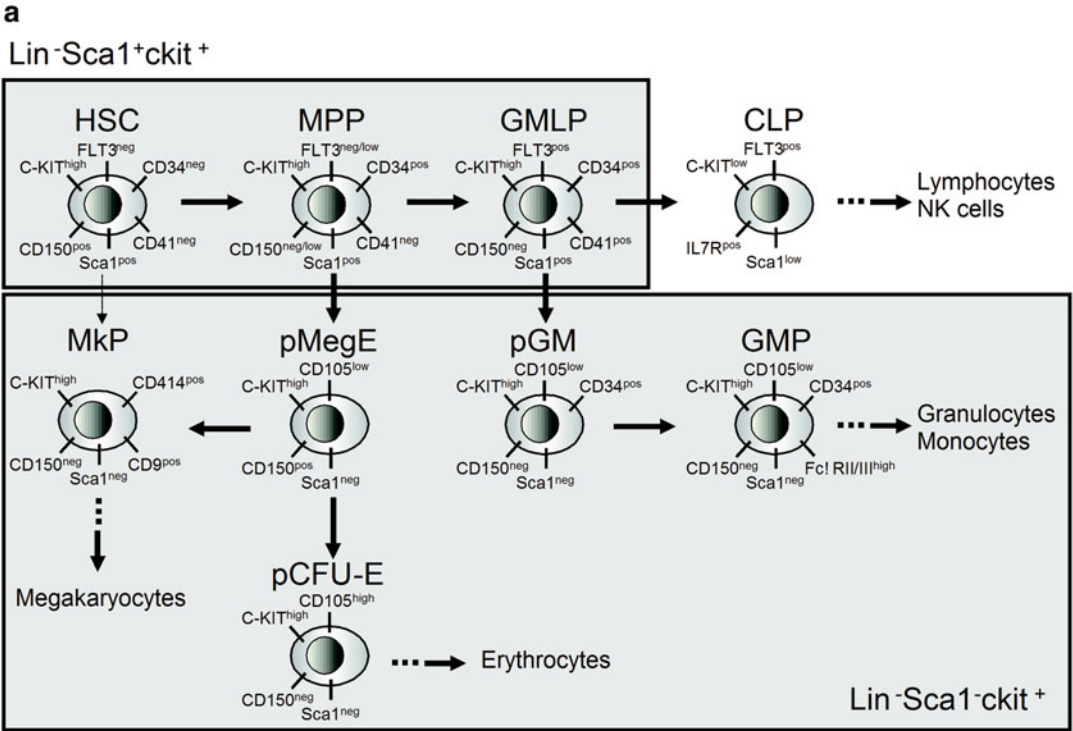 a
Lin -Sca1+ckit +
HSC
FLT3neg
C-KIThigh
CD34neg
CD150pos
CD41neg
Sca1pos
MPP
FLT3neg/low
C-KIThigh
CD34pos
CD150neg/low
CD41neg
Sca1pos
GMLP
FLT3pos
C-KIThigh
CD34pos
CD150neg
CD41pos
Sca1pos
CLP
FLT3pos
C-KITlow
IL7Rpos
Sca1low
Lymphocytes
NK cells
MkP
C-KIThigh
CD414pos
CD150neg
CD9pos
Sca1neg
Megakaryocytes
pMegE
CD105low
C-KIThigh
CD150pos
Sca1neg
pGM
CD105low
C-KIThigh
CD34pos
CD150neg
Sca1neg
GMP
CD105low
C-KIThigh
CD34pos
CD150neg
Fc! RII/IIIhigh
Sca1neg
Granulocytes
Monocytes
pCFU-E
CD105high
C-KIThigh
CD150neg
Sca1neg
Erythrocytes
Lin -Sca1-ckit +